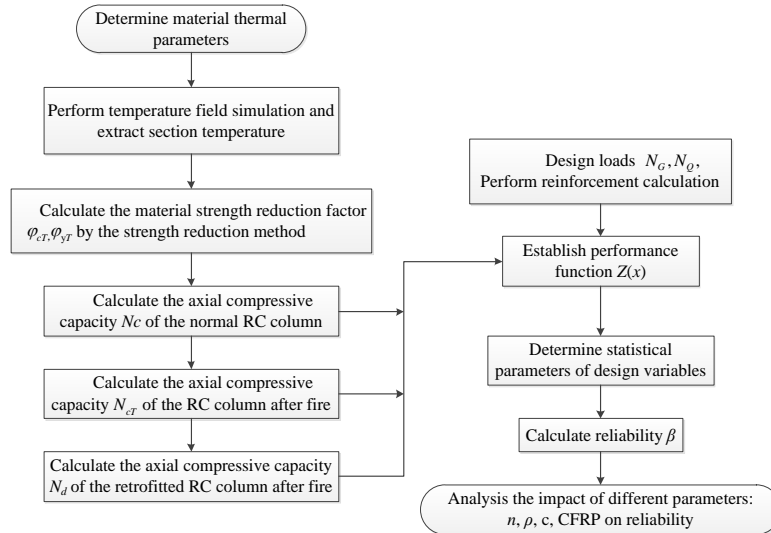 Determine material thermal
parameters
Perform temperature field simulation and
extract section temperature
Calculate the material strength reduction factor
φcT,φyT by the strength reduction method
Calculate the axial compressive
capacity Nc of the normal RC column
Calculate the axial compressive
capacity NcT of the RC column after fire
Calculate the axial compressive capacity
Nd of the retrofitted RC column after fire
Design loads NG,NQ,
Perform reinforcement calculation
Establish performance
function Z(x)
Determine statistical
parameters of design variables
Calculate reliability β
Analysis the impact of different parameters:
n, ρ, c, CFRP on reliability